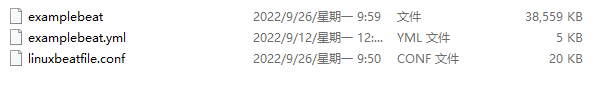 examplebeat 2022/9/26/星期一 9:59 文件 38,559 KB
examplebeat.yml 2022/9/12/星期一 12:... YML 文件 5 KB
linuxbeatfile.conf 2022/9/26/星期一 9:50 CONF 文件 20 KB